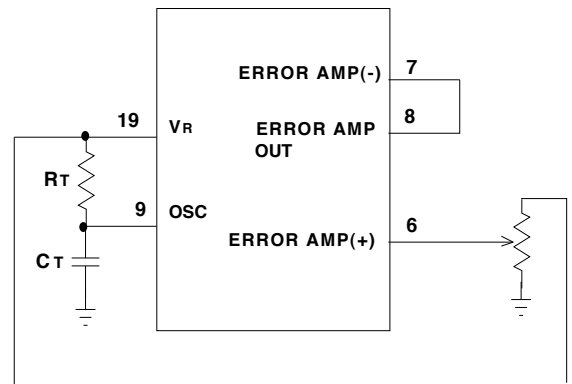 ERROR AMP(-)
7
19
VR
ERROR AMP
OUT
8
RT
9
OSC
ERROR AMP(+)
6
CT